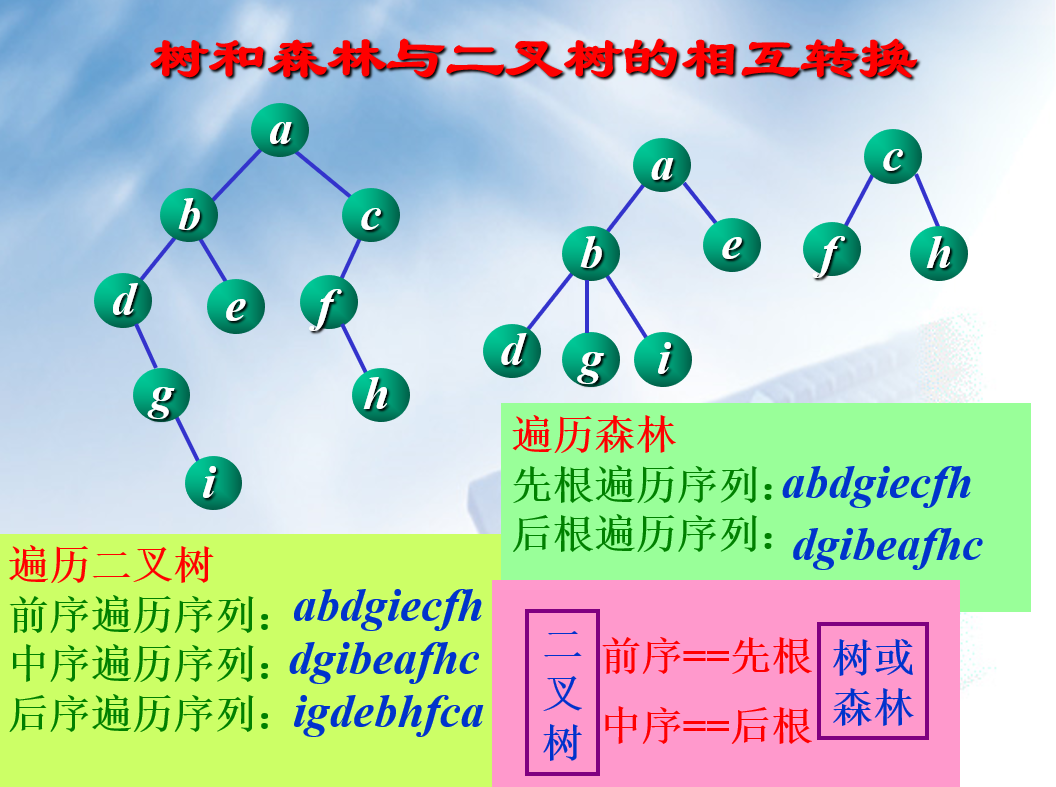 树和森林与二叉树的相互转换
a
b
c
d
e
f
g
h
i
a
b
e
d
g
i
c
f
h
遍历森林
先根遍历序列：abdgiecfh
后根遍历序列：dgibeafhc
遍历二叉树
前序遍历序列：abdgiecfh
中序遍历序列：dgibeafhc
后序遍历序列：igdebhfca
二叉树
前序==先根
中序==后根
树或
森林